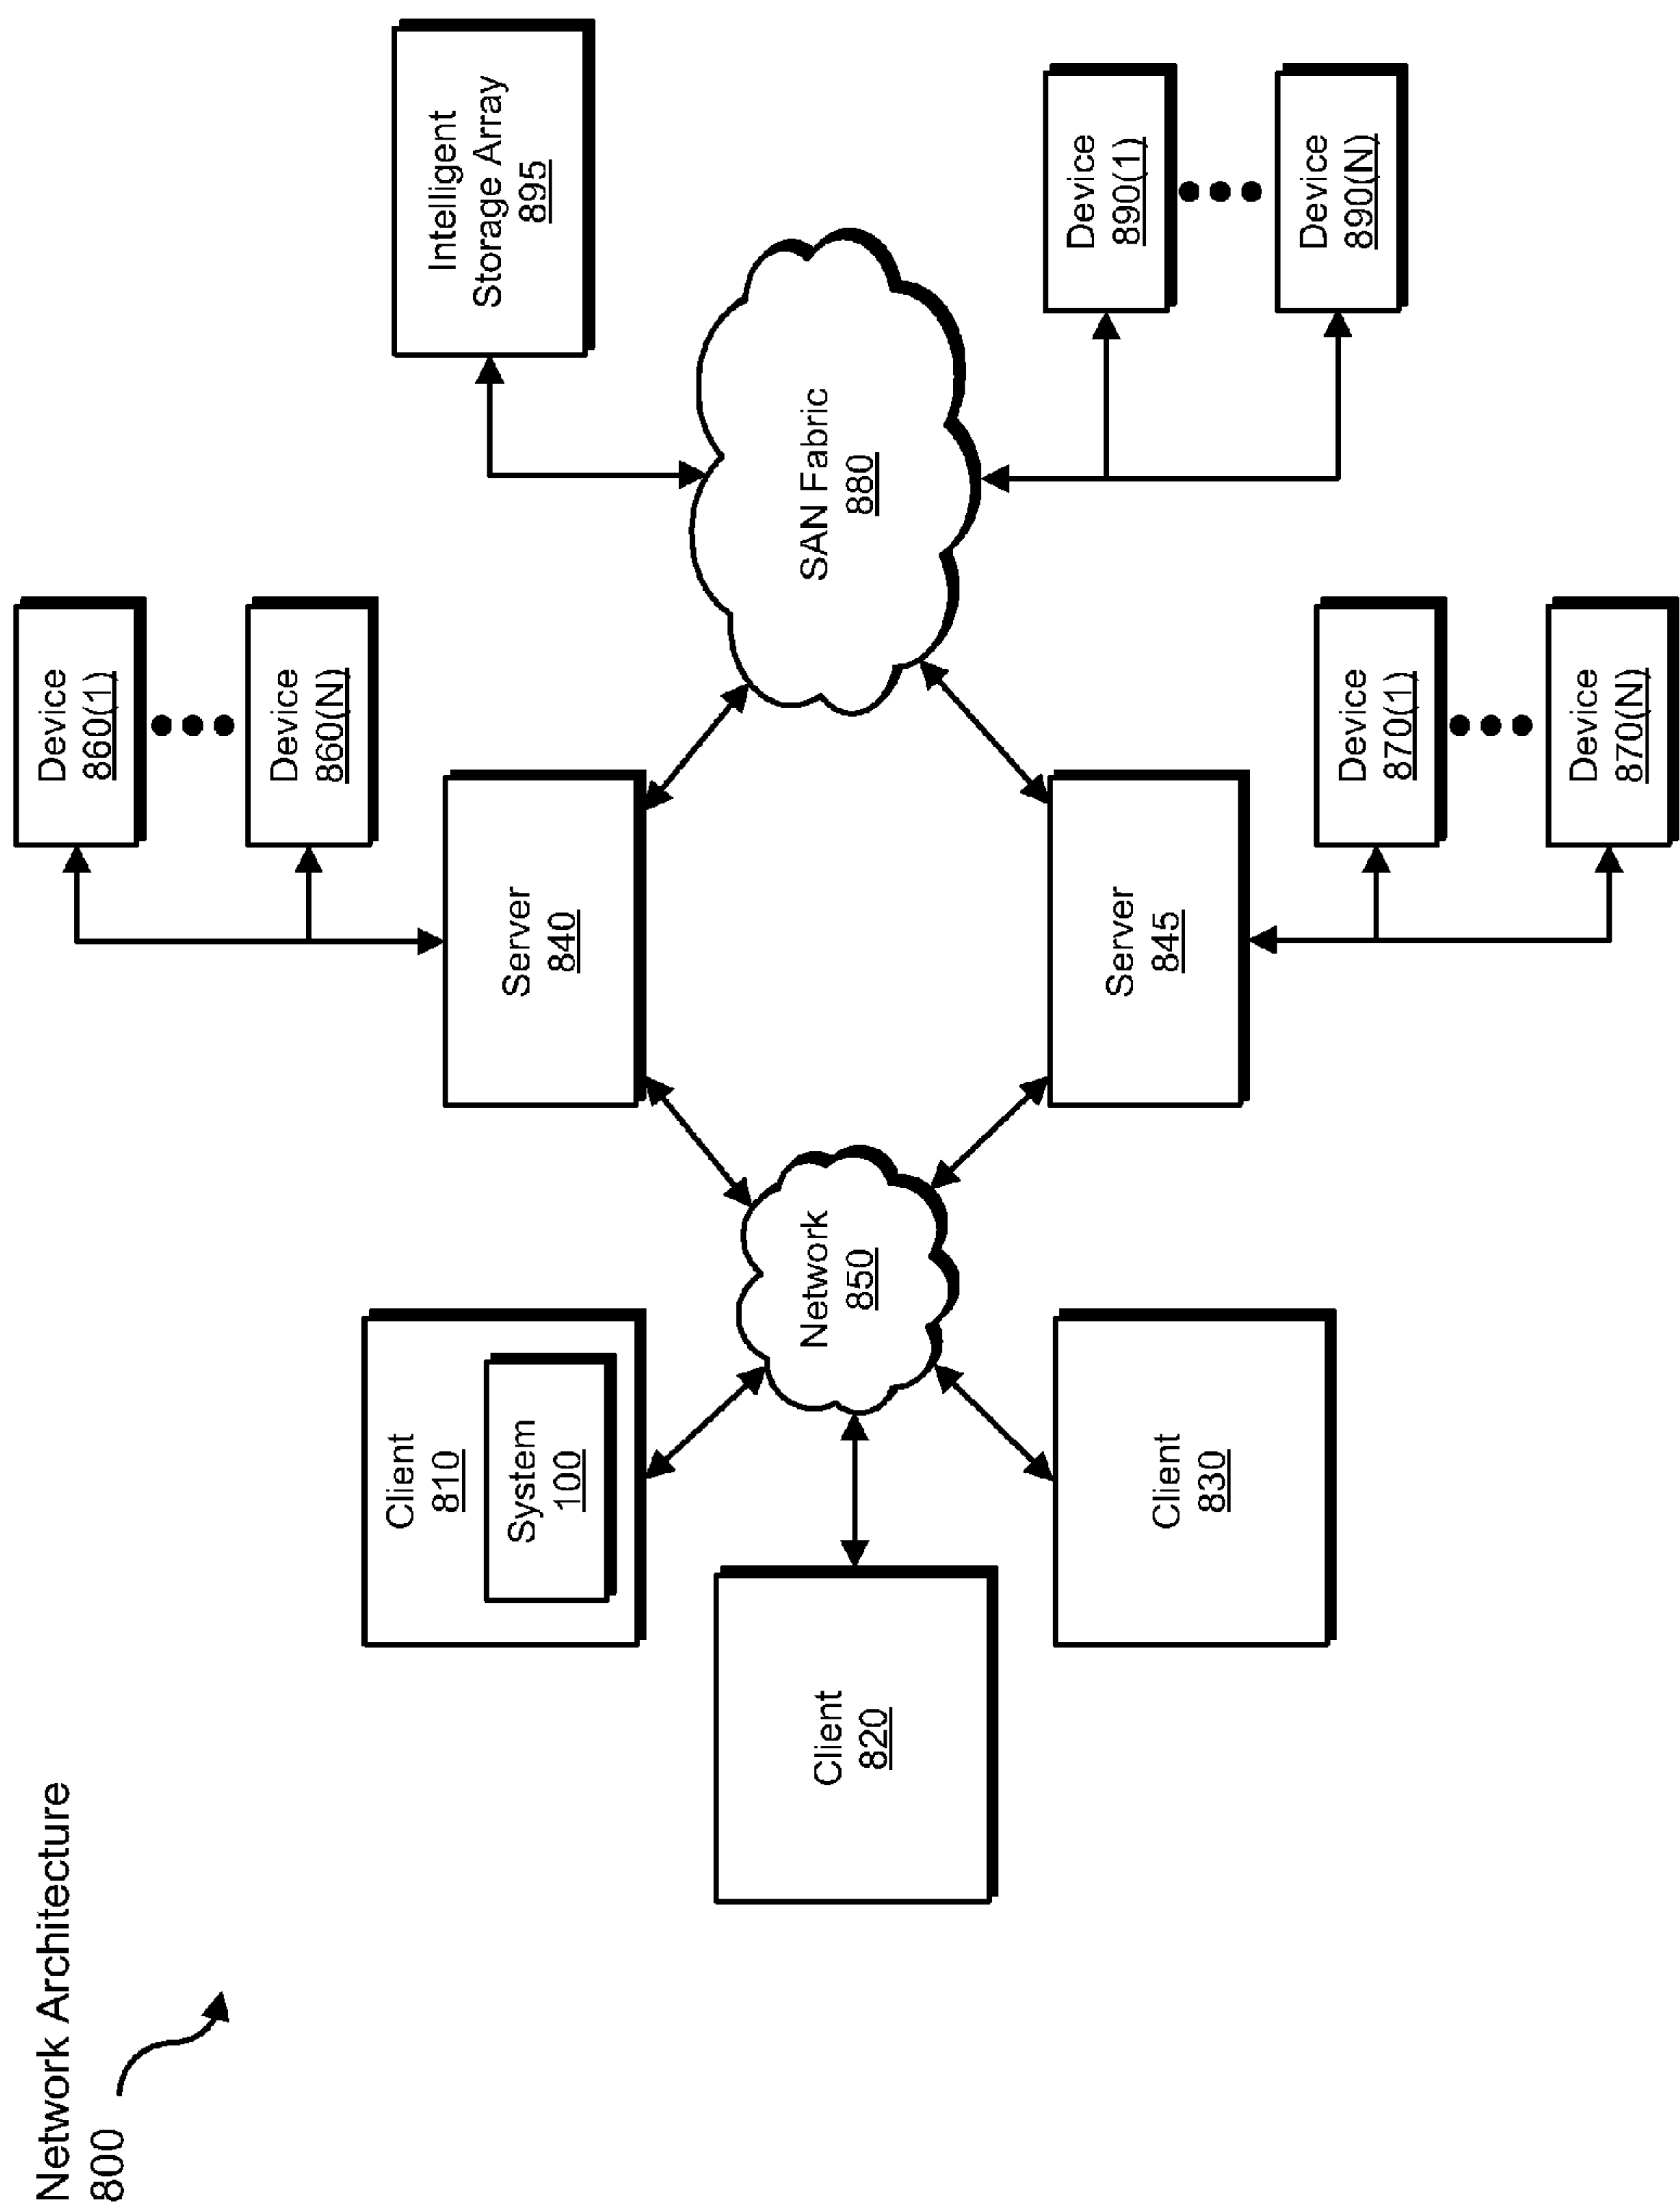 Network Architecture
800
Client
810
System
100
Client
820
Client
830
Network
850
Server
840
Server
845
Device
860(1)
Device
860(N)
Device
870(1)
Device
870(N)
SAN Fabric
880
Intelligent
Storage Array
895
Device
890(1)
Device
890(N)